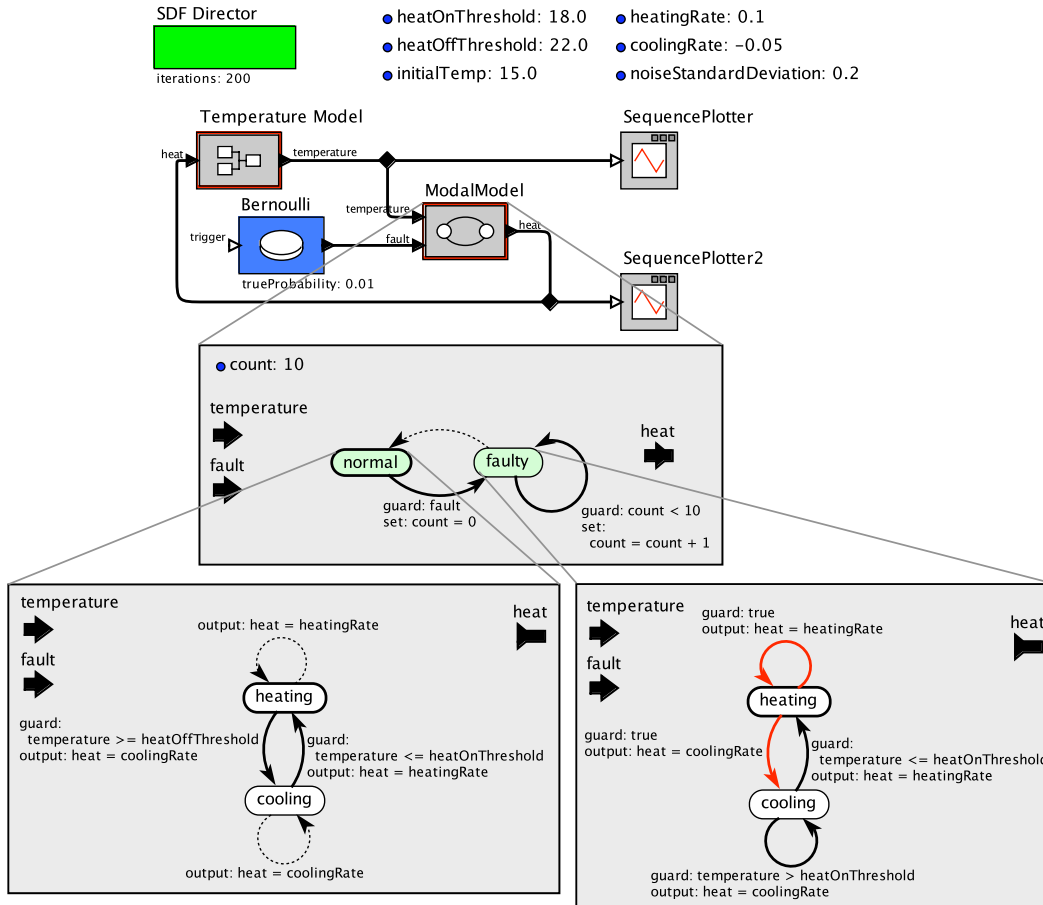 SDF Director
iterations: 200
heatOnThreshold: 18.0
heatOffThreshold: 22.0
initialTemp: 15.0
heatingRate: 0.1
coolingRate: -0.05
noiseStandardDeviation: 0.2
Temperature Model
heat
temperature
SequencePlotter
ModalModel
temperature
fault
heat
Bernoulli
trigger
trueProbability: 0.01
SequencePlotter2
count: 10
temperature
fault
normal
faulty
heat
guard: fault
set: count = 0
guard: count < 10
set:
count = count + 1
temperature
fault
heat
output: heat = heatingRate
heating
guard:
temperature >= heatOffThreshold
output: heat = coolingRate
guard:
temperature <= heatOnThreshold
output: heat = heatingRate
cooling
output: heat = coolingRate
temperature
fault
heat
guard: true
output: heat = heatingRate
heating
guard: true
output: heat = coolingRate
guard:
temperature <= heatOnThreshold
output: heat = heatingRate
cooling
guard: temperature > heatOnThreshold
output: heat = coolingRate